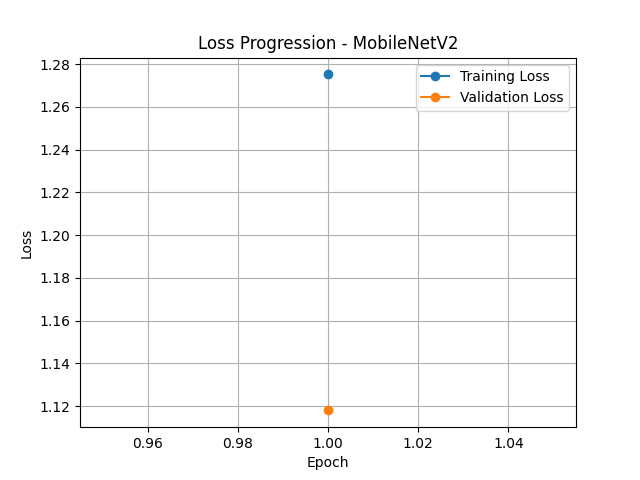 Loss Progression - MobileNetV2
Training Loss
Validation Loss
1.28
1.26
1.24
1.22
1.20
1.18
1.16
1.14
1.12
Loss
0.96 0.98 1.00 1.02 1.04
Epoch